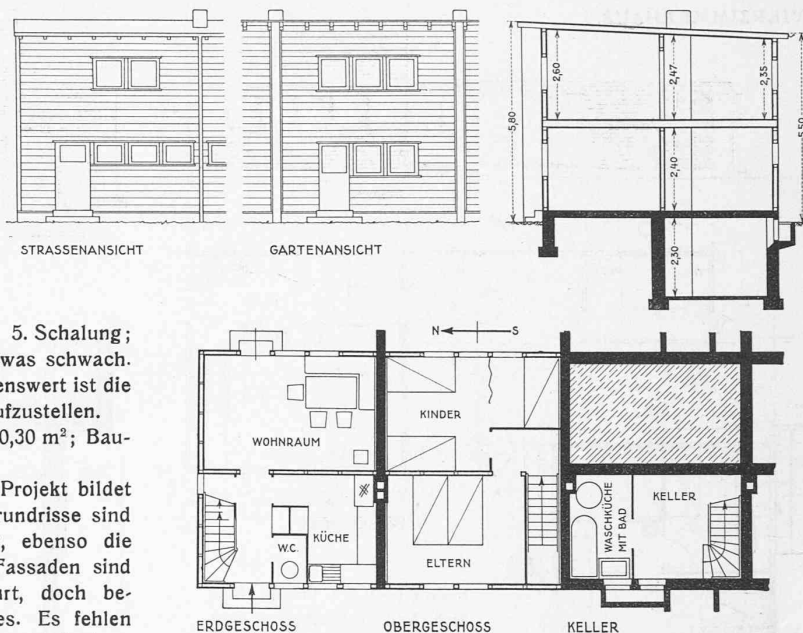 STRASSENANSICHT
GARTENANSICHT
5,80
2,60
2,47
2,35
5,50
2,40
2,30
5. Schalung;
was schwach.
enswert ist die
ufzustellen.
0,30 m²; Bau-
Projekt bildet
rundrisse sind
, ebenso die
Fassaden sind
urt, doch be-
es. Es fehlen
N S
WOHNRAUM
KINDER
W.C.
KÜCHE
ELTERN
WASCHKÜCHE
MIT BAD
KELLER
ERDGESCHOSS
OBERGESCHOSS
KELLER